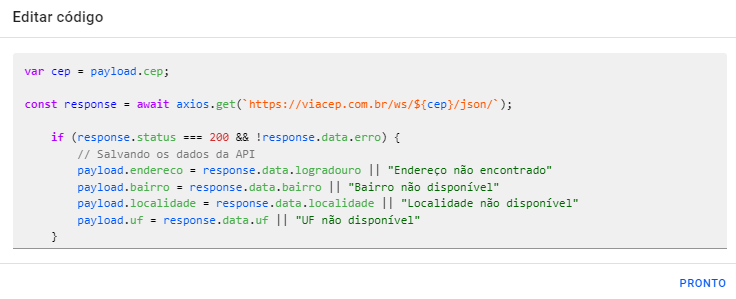 Editar código
var cep = payload.cep;
const response = await axios.get(`https://viacep.com.br/ws/${cep}/json/`);
if (response.status === 200 && !response.data.erro) {
// Salvando os dados da API
payload.endereco = response.data.logradouro || "Endereço não encontrado"
payload.bairro = response.data.bairro || "Bairro não disponível"
payload.localidade = response.data.localidade || "Localidade não disponível"
payload.uf = response.data.uf || "UF não disponível"
}
PRONTO